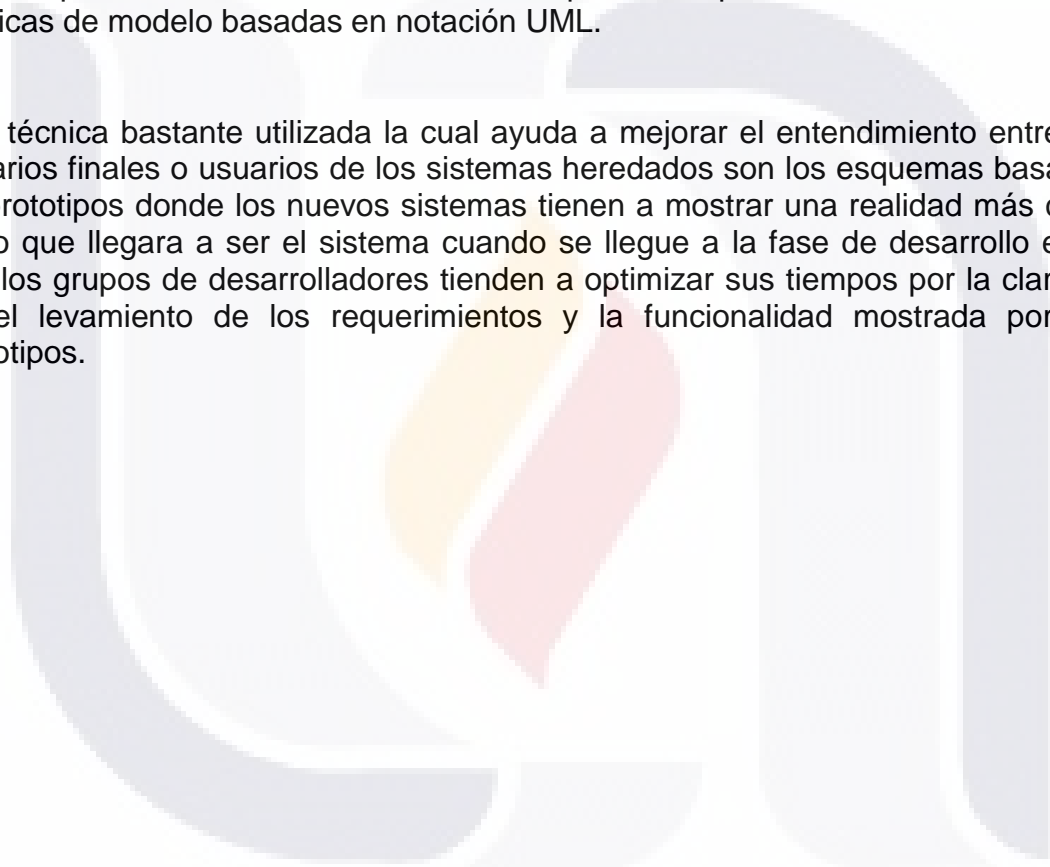 icas de modelo basadas en notación UML.
técnica bastante utilizada la cual ayuda a mejorar el entendimiento entre
arios finales o usuarios de los sistemas heredados son los esquemas basa
rototipos donde los nuevos sistemas tienen a mostrar una realidad más
o que llegara a ser el sistema cuando se llegue a la fase de desarrollo e
los grupos de desarrolladores tienden a optimizar sus tiempos por la clar
el levamiento de los requerimientos y la funcionalidad mostrada por
otipos.